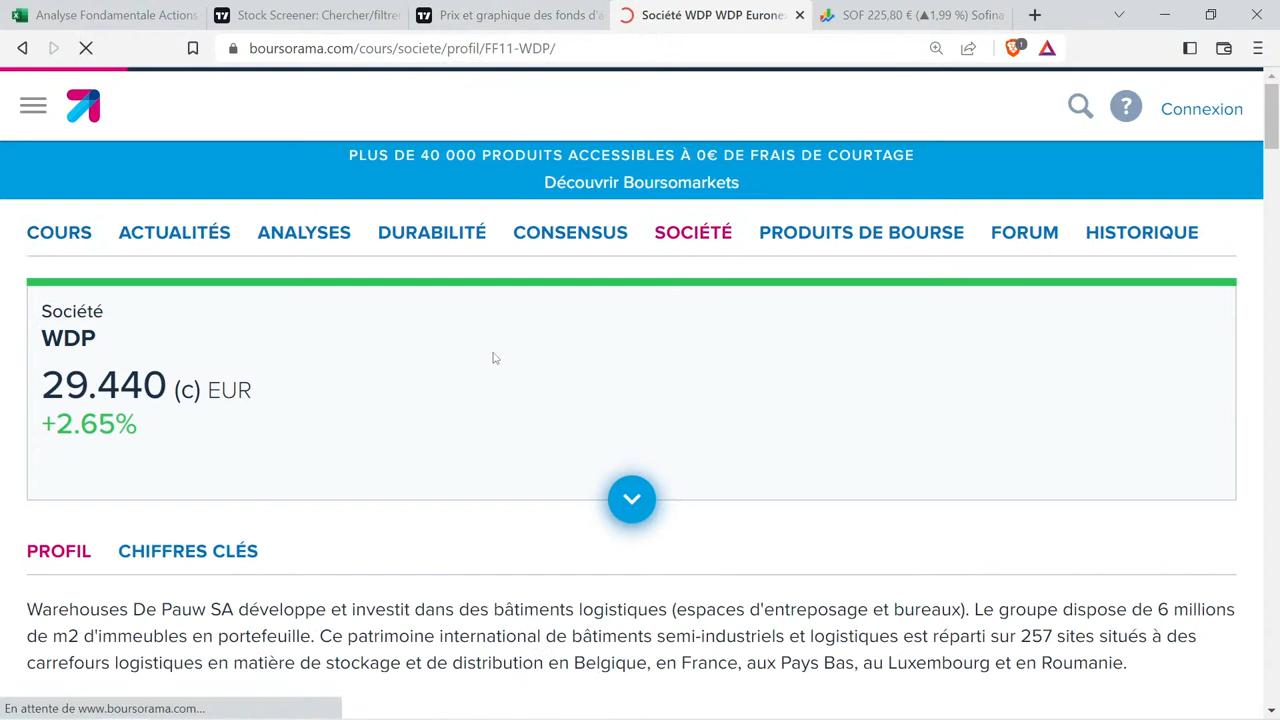 Analyse Fondamentale Actions
Stock Screener: Chercher/filtre
Prix et graphique des fonds d'a
Société WDP WDP Eurone
SOF 225,80 € (▲1,99 %) Sofina
boursorama.com/cours/societe/profil/FF11-WDP/
1
? Connexion
PLUS DE 40 000 PRODUITS ACCESSIBLES À 0€ DE FRAIS DE COURTAGE
Découvrir Boursomarkets
COURS ACTUALITÉS ANALYSES DURABILITÉ CONSENSUS SOCIÉTÉ PRODUITS DE BOURSE FORUM HISTORIQUE
Société
WDP
29.440 (c) EUR
+2.65%
PROFIL CHIFFRES CLÉS
Warehouses De Pauw SA développe et investit dans des bâtiments logistiques (espaces d'entreposage et bureaux). Le groupe dispose de 6 millions
de m2 d'immeubles en portefeuille. Ce patrimoine international de bâtiments semi-industriels et logistiques est réparti sur 257 sites situés à des
carrefours logistiques en matière de stockage et de distribution en Belgique, en France, aux Pays Bas, au Luxembourg et en Roumanie.
En attente de www.boursorama.com...